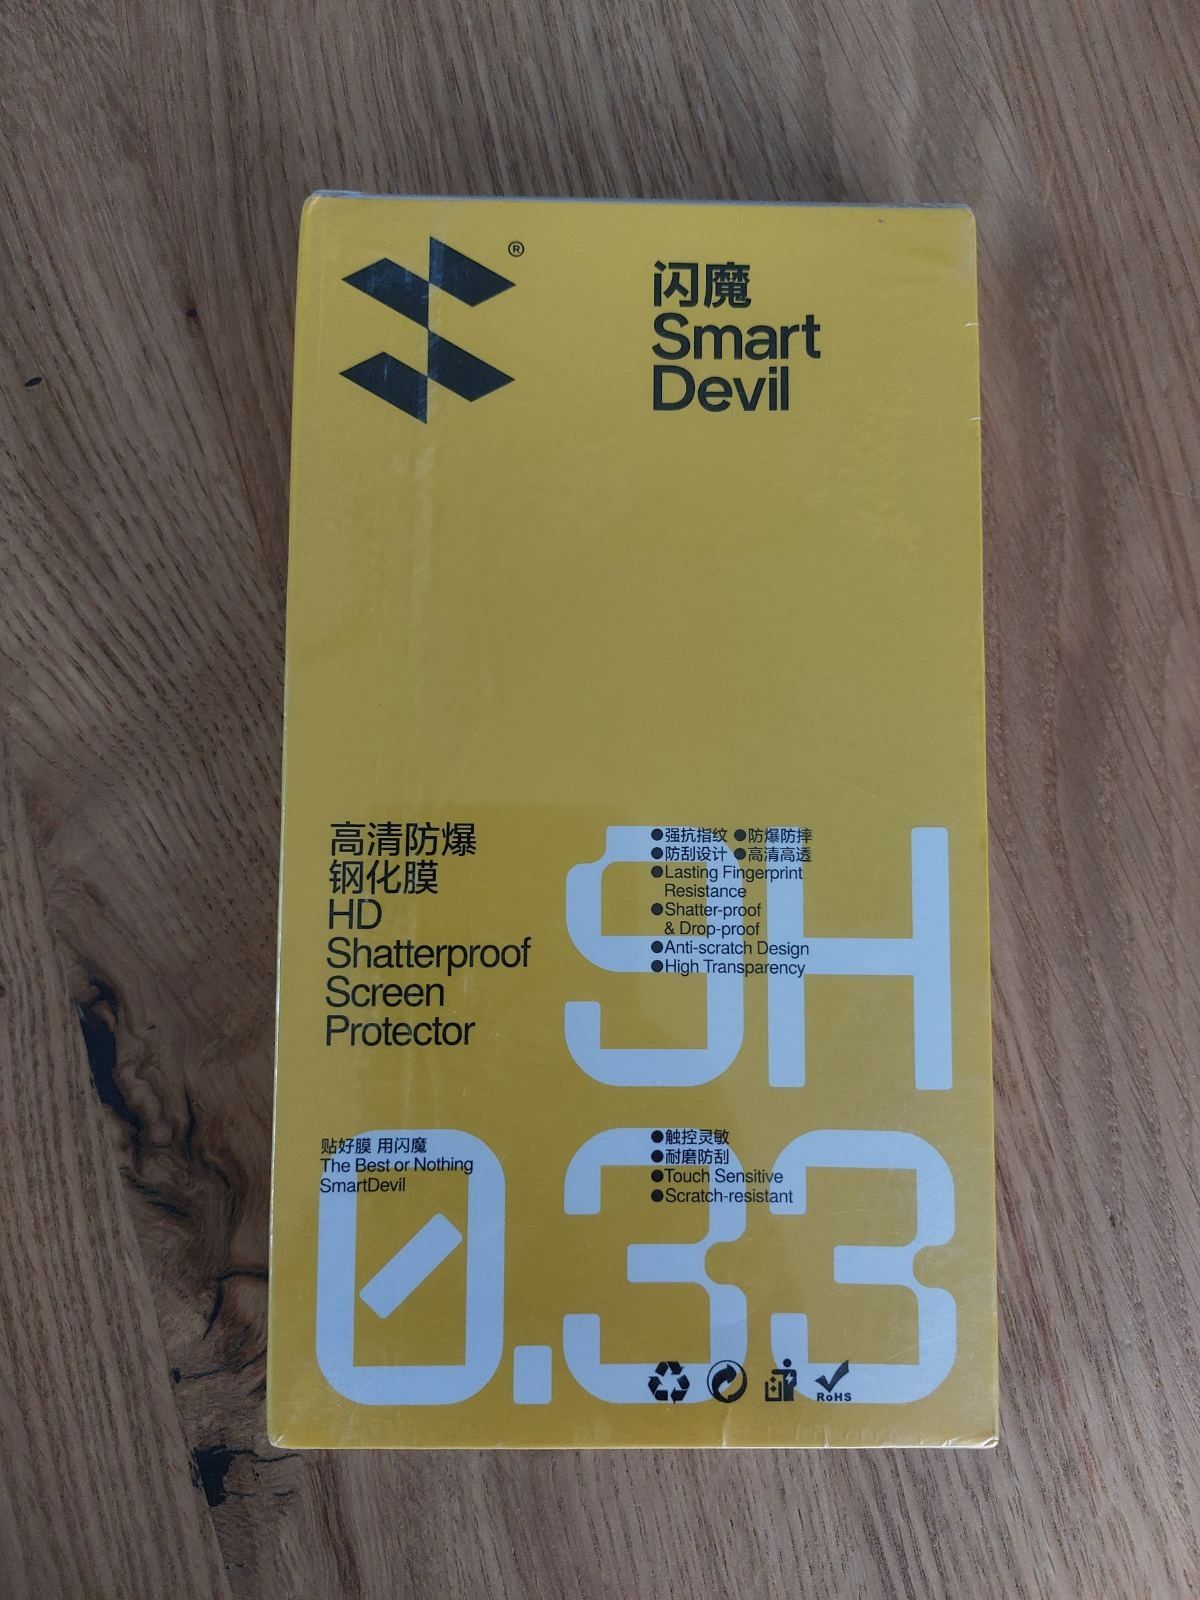 ®
闪魔
Smart
Devil
高清防爆
钢化膜
HD
Shatterproof
Screen
Protector
9H
●强抗指纹 ●防爆防摔
●防刮设计 ●高清高透
●Lasting Fingerprint
Resistance
●Shatter-proof
& Drop-proof
●Anti-scratch Design
●High Transparency
贴好膜 用闪魔
The Best or Nothing
SmartDevil
●触控灵敏
●耐磨防刮
●Touch Sensitive
●Scratch-resistant
0.33
RoHS